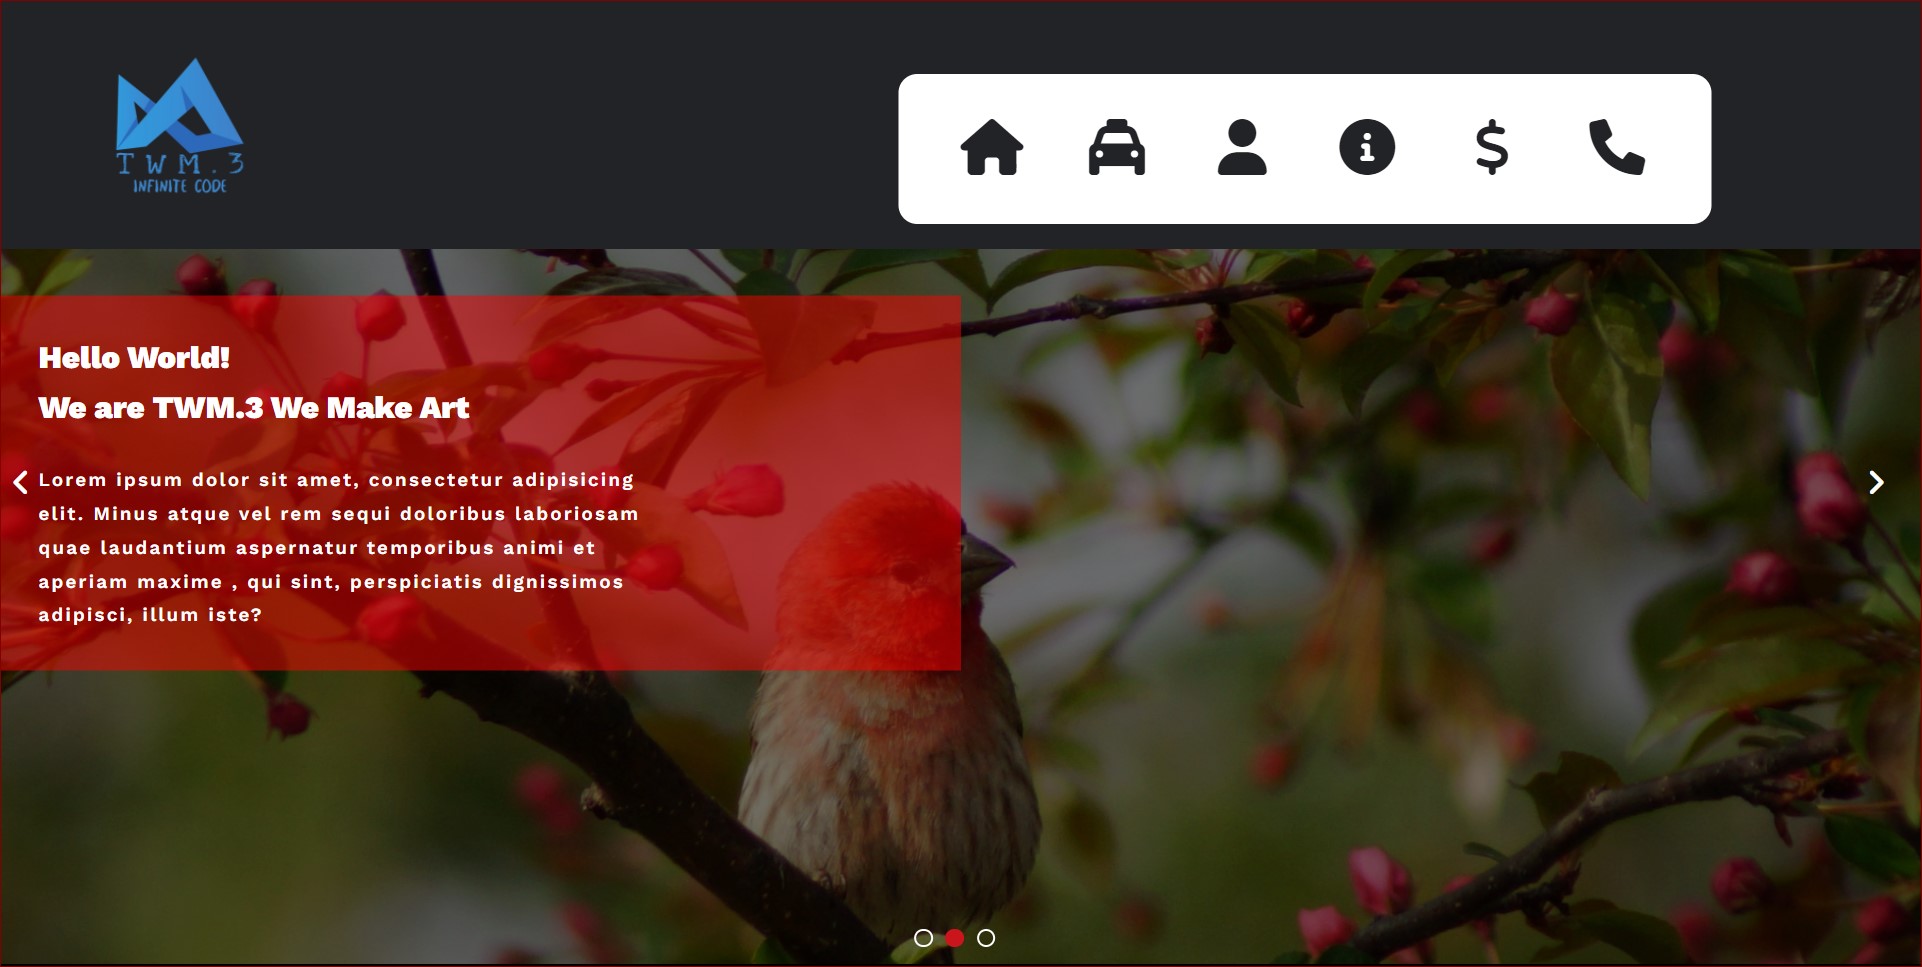 TWM.3
INFINITE CODE
Hello World!
We are TWM.3 We Make Art
Lorem ipsum dolor sit amet, consectetur adipisicing
elit. Minus atque vel rem sequi doloribus laboriosam
quae laudantium aspernatur temporibus animi et
aperiam maxime , qui sint, perspiciatis dignissimos
adipisci, illum iste?